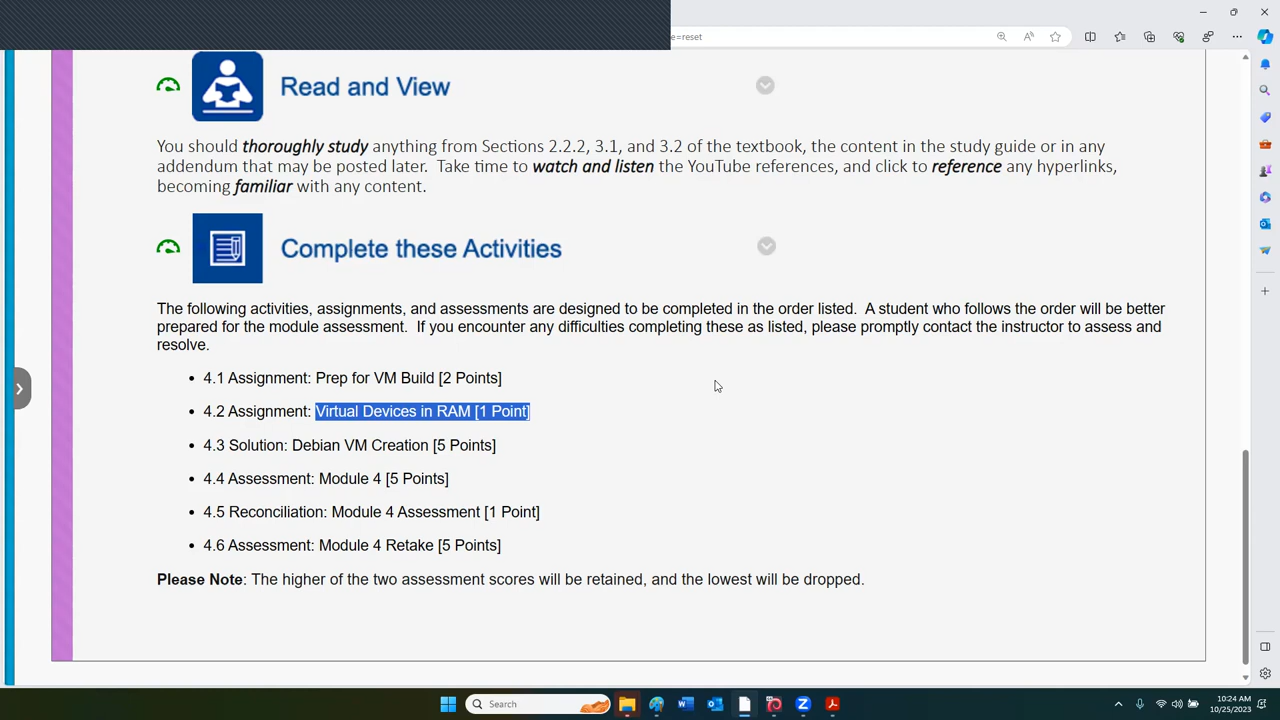 e=reset
Read and View
You should thoroughly study anything from Sections 2.2.2, 3.1, and 3.2 of the textbook, the content in the study guide or in any
addendum that may be posted later.  Take time to watch and listen the YouTube references, and click to reference any hyperlinks,
becoming familiar with any content.
Complete these Activities
The following activities, assignments, and assessments are designed to be completed in the order listed.  A student who follows the order will be better
prepared for the module assessment.  If you encounter any difficulties completing these as listed, please promptly contact the instructor to assess and
resolve.
• 4.1 Assignment: Prep for VM Build [2 Points]
• 4.2 Assignment: Virtual Devices in RAM [1 Point]
• 4.3 Solution: Debian VM Creation [5 Points]
• 4.4 Assessment: Module 4 [5 Points]
• 4.5 Reconciliation: Module 4 Assessment [1 Point]
• 4.6 Assessment: Module 4 Retake [5 Points]
Please Note: The higher of the two assessment scores will be retained, and the lowest will be dropped.
Search
10:24 AM
10/25/2023